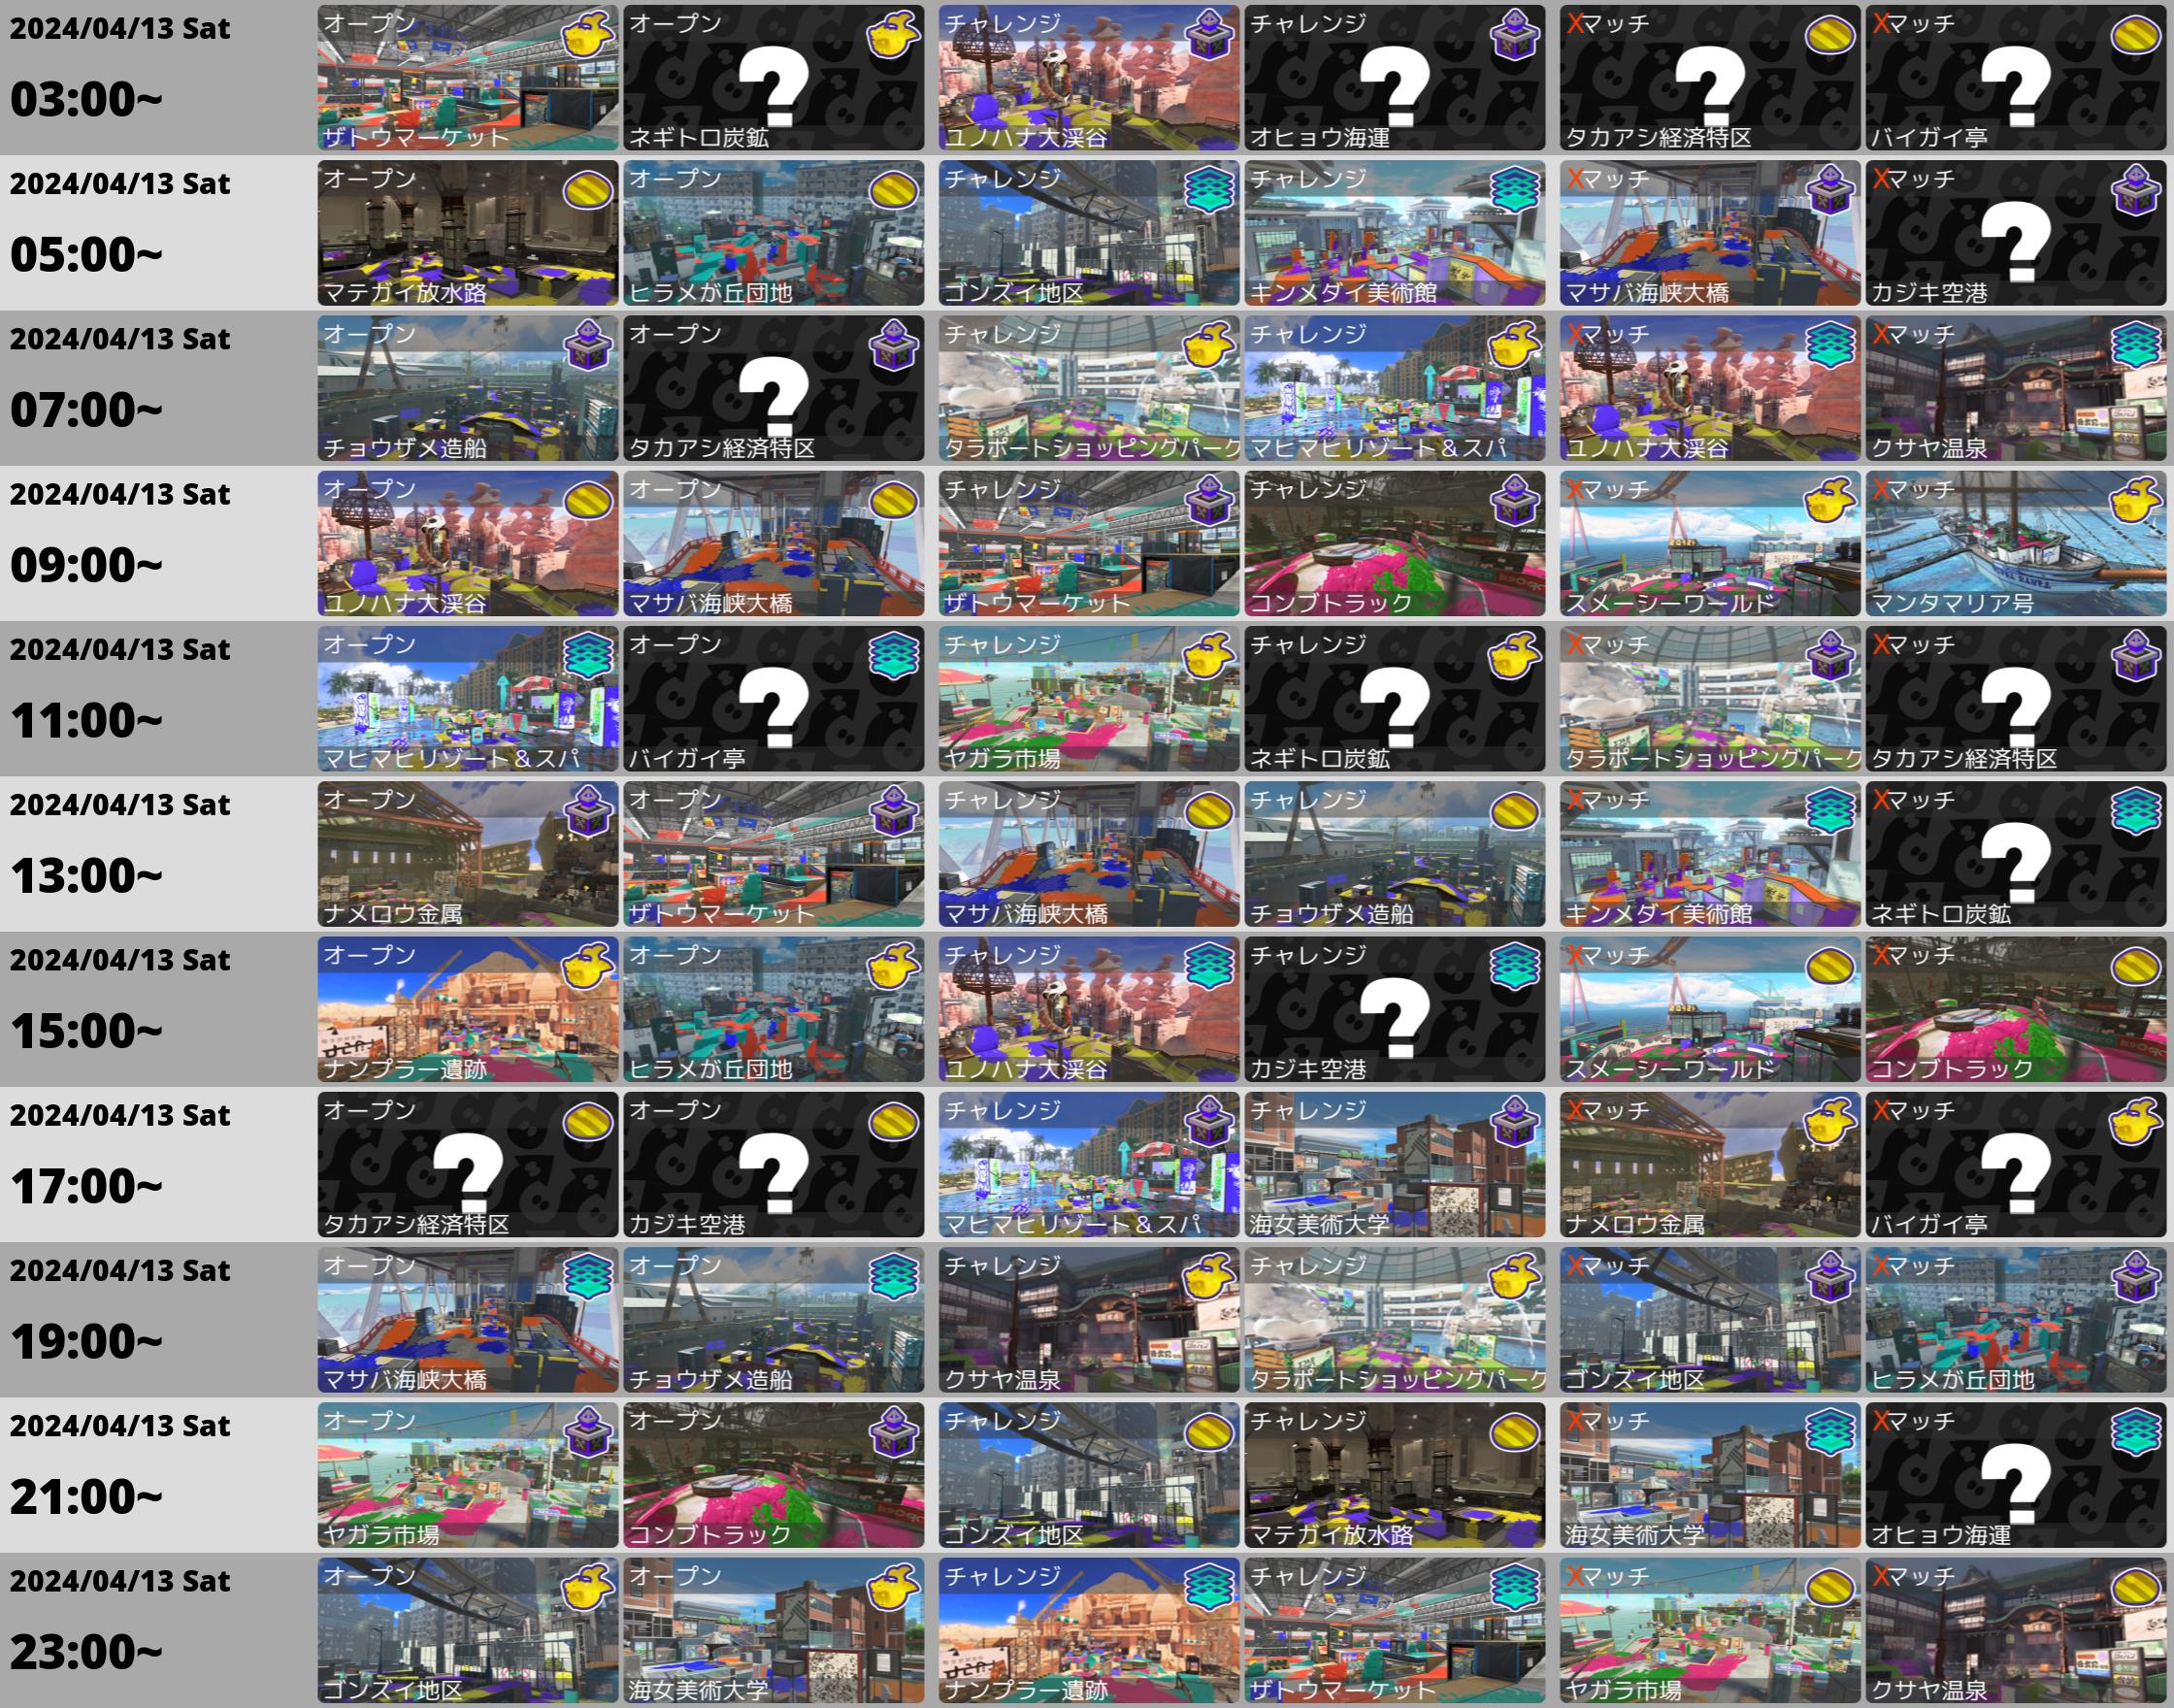 2024/04/13 Sat
03:00~
オープン
ザトウマーケット
オープン
ネギトロ炭鉱
チャレンジ
ユノハナ大渓谷
チャレンジ
オヒョウ海運
Xマッチ
タカアシ経済特区
Xマッチ
バイガイ亭
2024/04/13 Sat
05:00~
オープン
マテガイ放水路
オープン
ヒラメが丘団地
チャレンジ
ゴンズイ地区
チャレンジ
キンメダイ美術館
Xマッチ
マサバ海峡大橋
Xマッチ
カジキ空港
2024/04/13 Sat
07:00~
オープン
チョウザメ造船
オープン
タカアシ経済特区
チャレンジ
タラポートショッピングパーク
チャレンジ
マヒマヒリゾート＆スパ
Xマッチ
ユノハナ大渓谷
Xマッチ
クサヤ温泉
2024/04/13 Sat
09:00~
オープン
ユノハナ大渓谷
オープン
マサバ海峡大橋
チャレンジ
ザトウマーケット
チャレンジ
コンブトラック
Xマッチ
スメーシーワールド
Xマッチ
マンタマリア号
2024/04/13 Sat
11:00~
オープン
マヒマヒリゾート＆スパ
オープン
バイガイ亭
チャレンジ
ヤガラ市場
チャレンジ
ネギトロ炭鉱
Xマッチ
タラポートショッピングパーク
Xマッチ
タカアシ経済特区
2024/04/13 Sat
13:00~
オープン
ナメロウ金属
オープン
ザトウマーケット
チャレンジ
マサバ海峡大橋
チャレンジ
チョウザメ造船
Xマッチ
キンメダイ美術館
Xマッチ
ネギトロ炭鉱
2024/04/13 Sat
15:00~
オープン
ナンプラー遺跡
オープン
ヒラメが丘団地
チャレンジ
ユノハナ大渓谷
チャレンジ
カジキ空港
Xマッチ
スメーシーワールド
Xマッチ
コンブトラック
2024/04/13 Sat
17:00~
オープン
タカアシ経済特区
オープン
カジキ空港
チャレンジ
マヒマヒリゾート＆スパ
チャレンジ
海女美術大学
Xマッチ
ナメロウ金属
Xマッチ
バイガイ亭
2024/04/13 Sat
19:00~
オープン
マサバ海峡大橋
オープン
チョウザメ造船
チャレンジ
クサヤ温泉
チャレンジ
タラポートショッピングパーク
Xマッチ
ゴンズイ地区
Xマッチ
ヒラメが丘団地
2024/04/13 Sat
21:00~
オープン
ヤガラ市場
オープン
コンブトラック
チャレンジ
ゴンズイ地区
チャレンジ
マテガイ放水路
Xマッチ
海女美術大学
Xマッチ
オヒョウ海運
2024/04/13 Sat
23:00~
オープン
ゴンズイ地区
オープン
海女美術大学
チャレンジ
ナンプラー遺跡
チャレンジ
ザトウマーケット
Xマッチ
ヤガラ市場
Xマッチ
クサヤ温泉